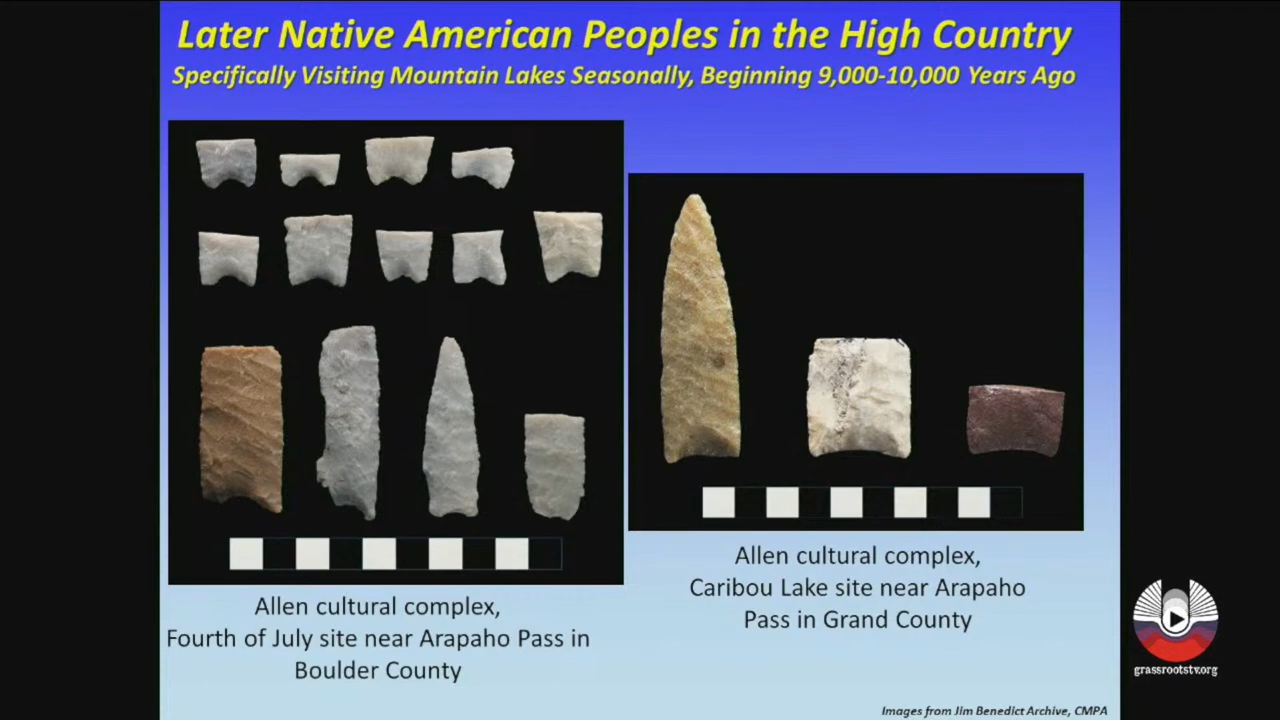 Later Native American Peoples in the High Country
Specifically Visiting Mountain Lakes Seasonally, Beginning 9,000-10,000 Years Ago
Allen cultural complex,
Fourth of July site near Arapaho Pass in
Boulder County
Allen cultural complex,
Caribou Lake site near Arapaho
Pass in Grand County
grassrootstv.org
Images from Jim Benedict Archive, CMPA